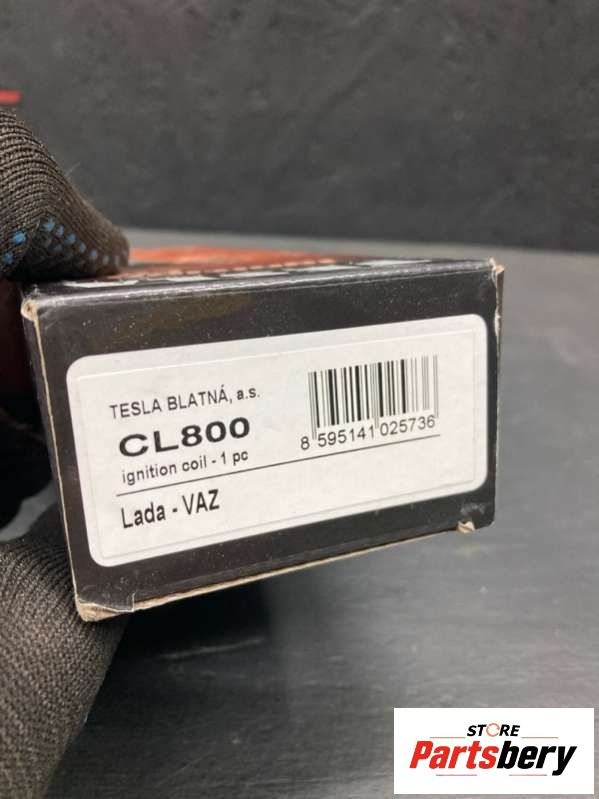 TESLA BLATNÁ, a.s.
CL800
ignition coil - 1 pc
8 595141 025736
Lada - VAZ
STORE
Partsbery